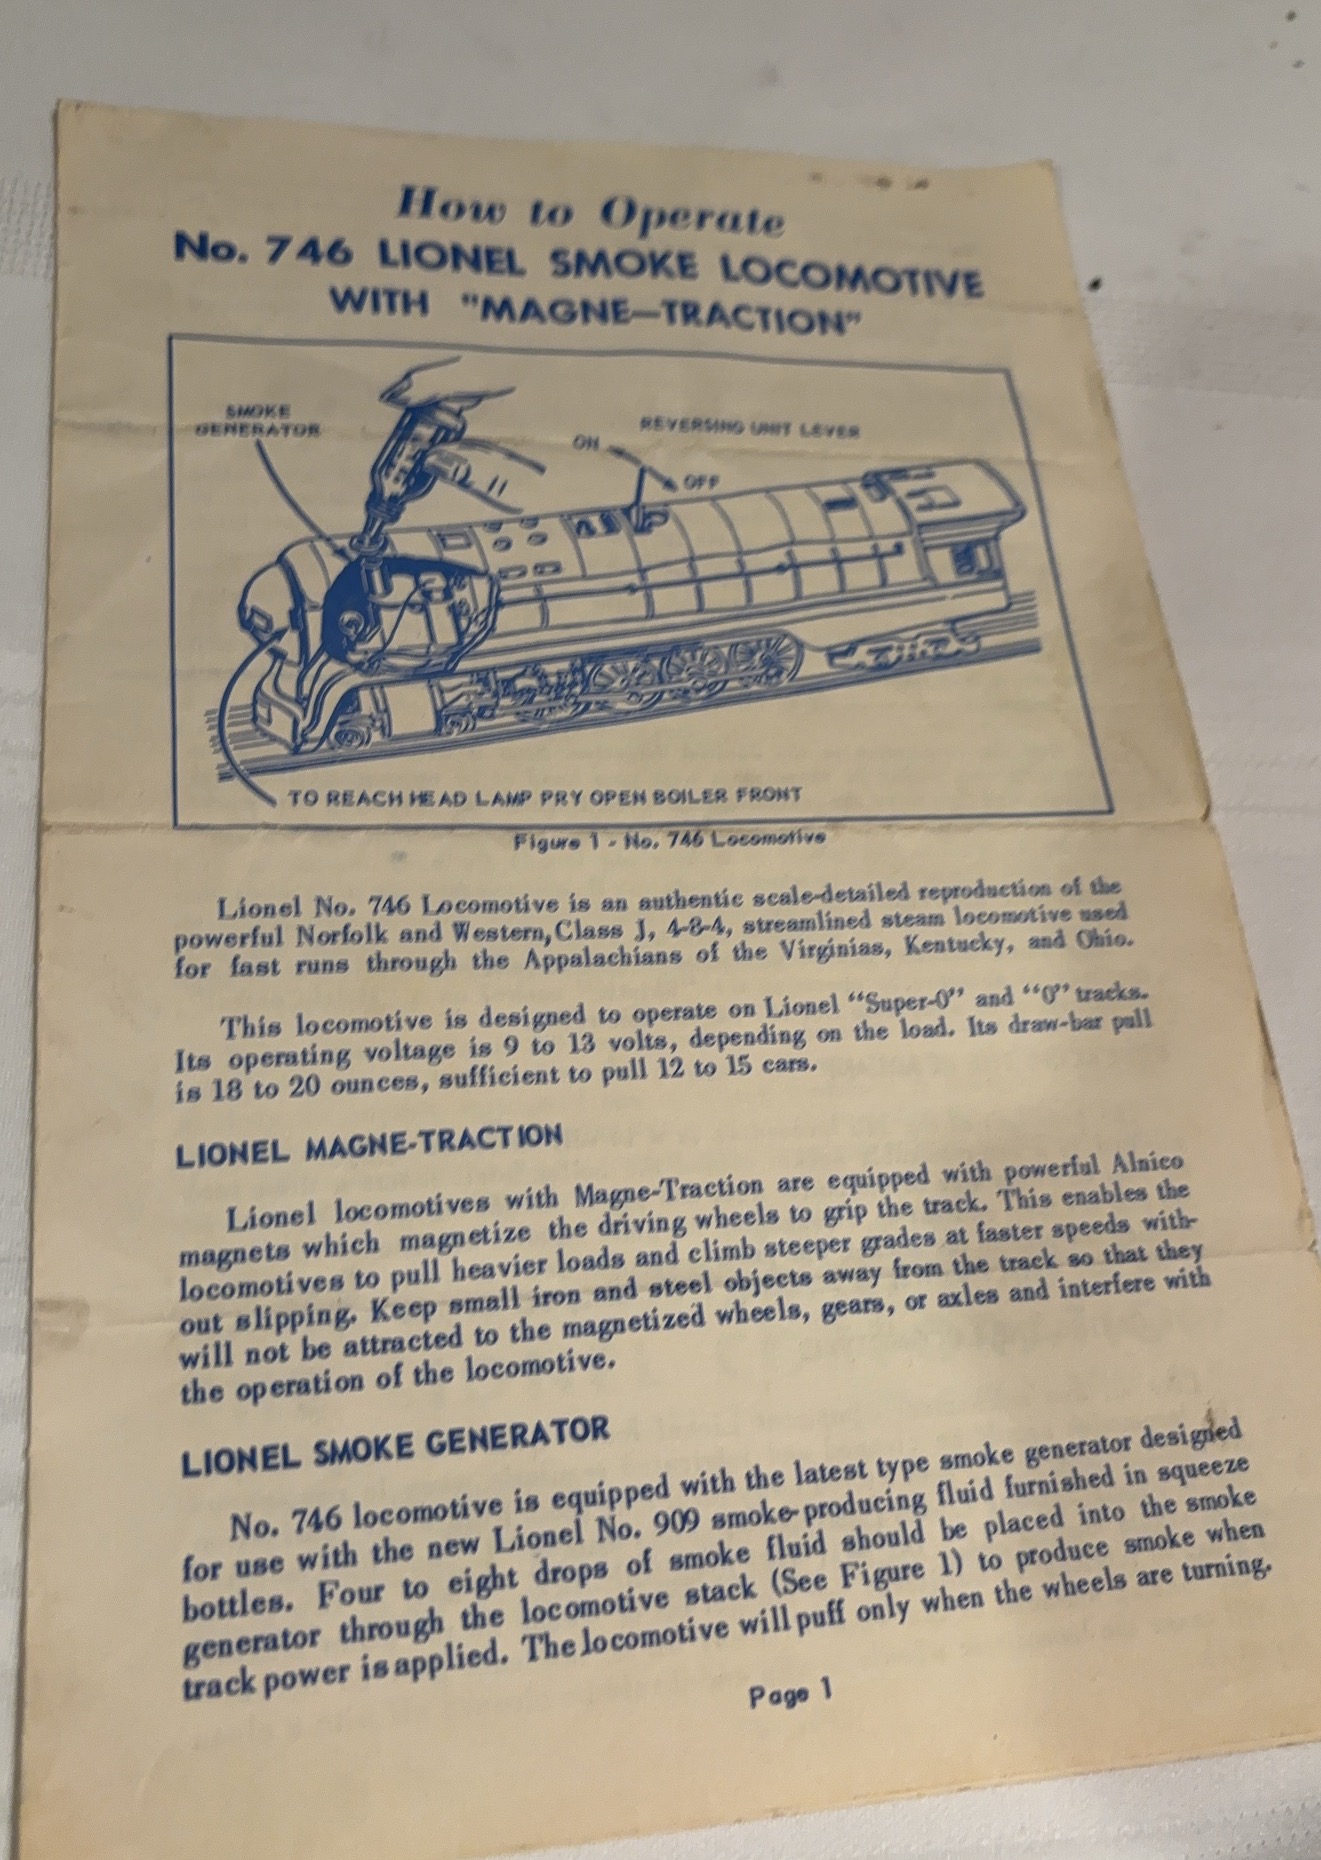 How to Operate
No. 746 LIONEL SMOKE LOCOMOTIVE
WITH "MAGNE-TRACTION"
SMOKE
GENERATOR
REVERSING UNIT LEVER
ON
OFF
TO REACH HEAD LAMP PRY OPEN BOILER FRONT
Figure 1 - No. 746 Locomotive
Lionel No. 746 Locomotive is an authentic scale-detailed reproduction of the
powerful Norfolk and Western, Class J, 4-8-4, streamlined steam locomotive used
for fast runs through the Appalachians of the Virginias, Kentucky, and Ohio.
This locomotive is designed to operate on Lionel "Super-0" and "0" tracks.
Its operating voltage is 9 to 13 volts, depending on the load. Its draw-bar pull
is 18 to 20 ounces, sufficient to pull 12 to 15 cars.
LIONEL MAGNE-TRACTION
Lionel locomotives with Magne-Traction are equipped with powerful Alnico
magnets which magnetize the driving wheels to grip the track. This enables the
locomotives to pull heavier loads and climb steeper grades at faster speeds with-
out slipping. Keep small iron and steel objects away from the track so that they
will not be attracted to the magnetized wheels, gears, or axles and interfere with
the operation of the locomotive.
LIONEL SMOKE GENERATOR
No. 746 locomotive is equipped with the latest type smoke generator designed
for use with the new Lionel No. 909 smoke-producing fluid furnished in squeeze
bottles. Four to eight drops of smoke fluid should be placed into the smoke
generator through the locomotive stack (See Figure 1) to produce smoke when
track power is applied. The locomotive will puff only when the wheels are turning.
Page 1